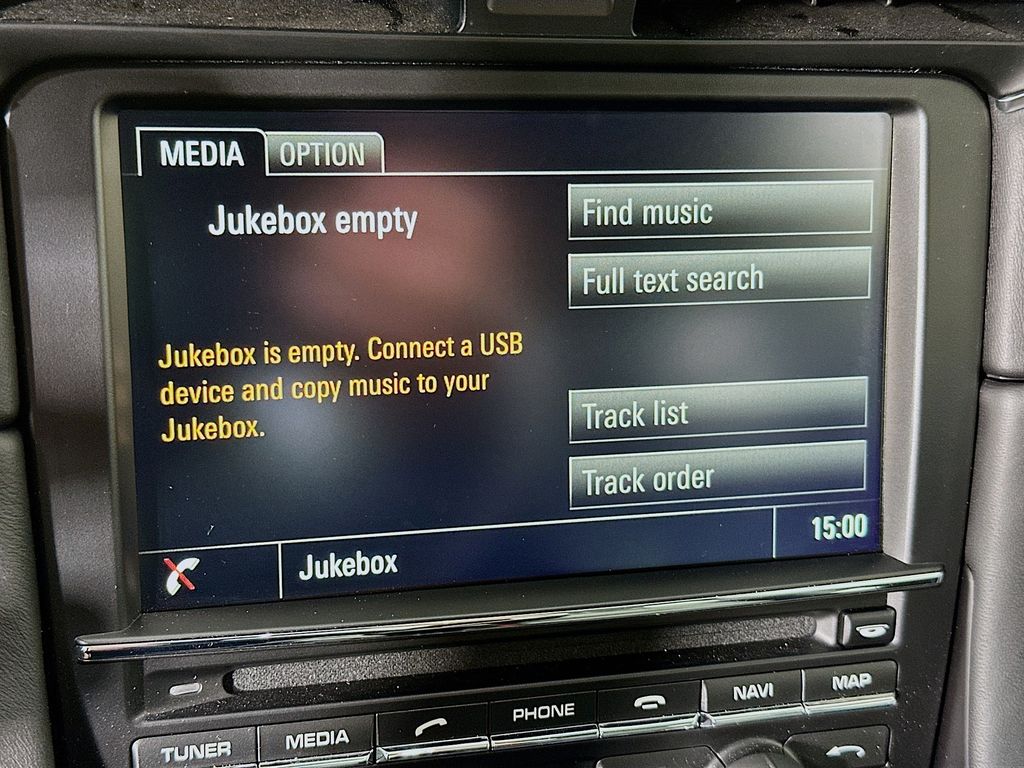 MEDIA OPTION
Jukebox empty
Find music
Full text search
Jukebox is empty. Connect a USB
device and copy music to your
Jukebox.
Track list
Track order
Jukebox
15:00
TUNER MEDIA PHONE NAVI MAP